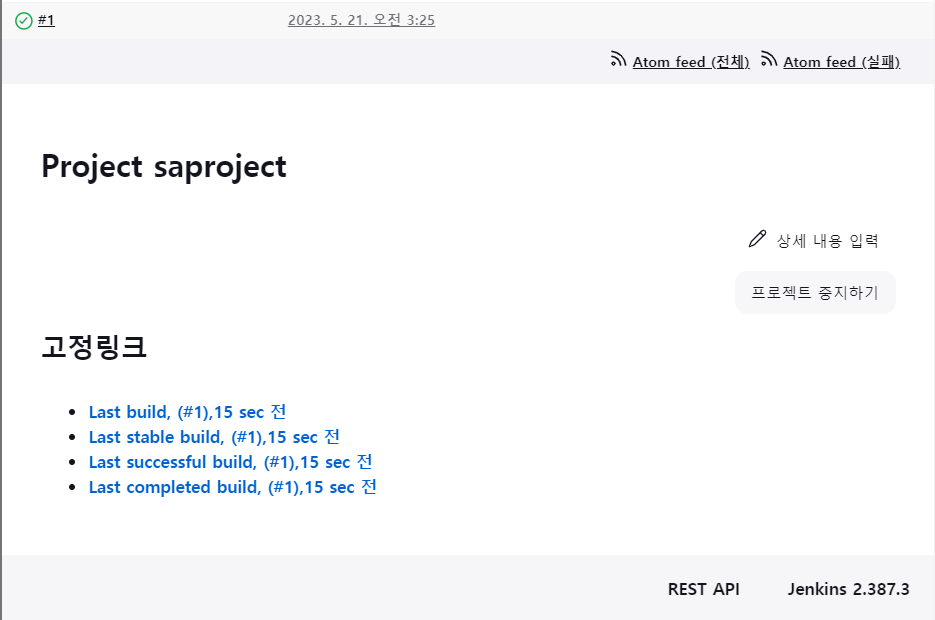 #1 2023. 5. 21. 오전 3:25
Atom feed (전체) Atom feed (실패)
Project saproject
상세 내용 입력
프로젝트 중지하기
고정링크
Last build, (#1),15 sec 전
Last stable build, (#1),15 sec 전
Last successful build, (#1),15 sec 전
Last completed build, (#1),15 sec 전
REST API Jenkins 2.387.3